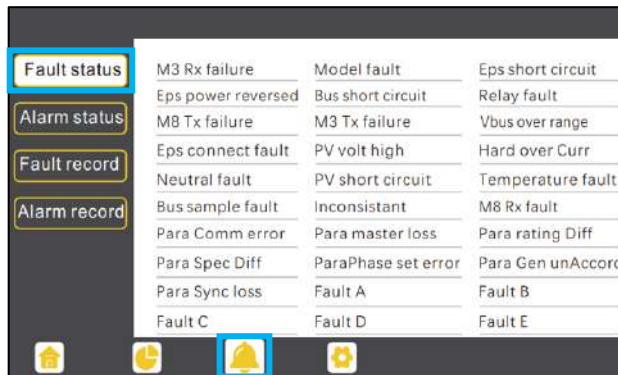 Fault status
Alarm status
Fault record
Alarm record
M3 Rx failure Model fault Eps short circuit
Eps power reversed Bus short circuit Relay fault
M8 Tx failure M3 Tx failure Vbus over range
Eps connect fault PV volt high Hard over Curr
Neutral fault PV short circuit Temperature fault
Bus sample fault Inconsistant M8 Rx fault
Para Comm error Para master loss Para rating Diff
Para Spec Diff ParaPhase set error Para Gen unAccord
Para Sync loss Fault A Fault B
Fault C Fault D Fault E